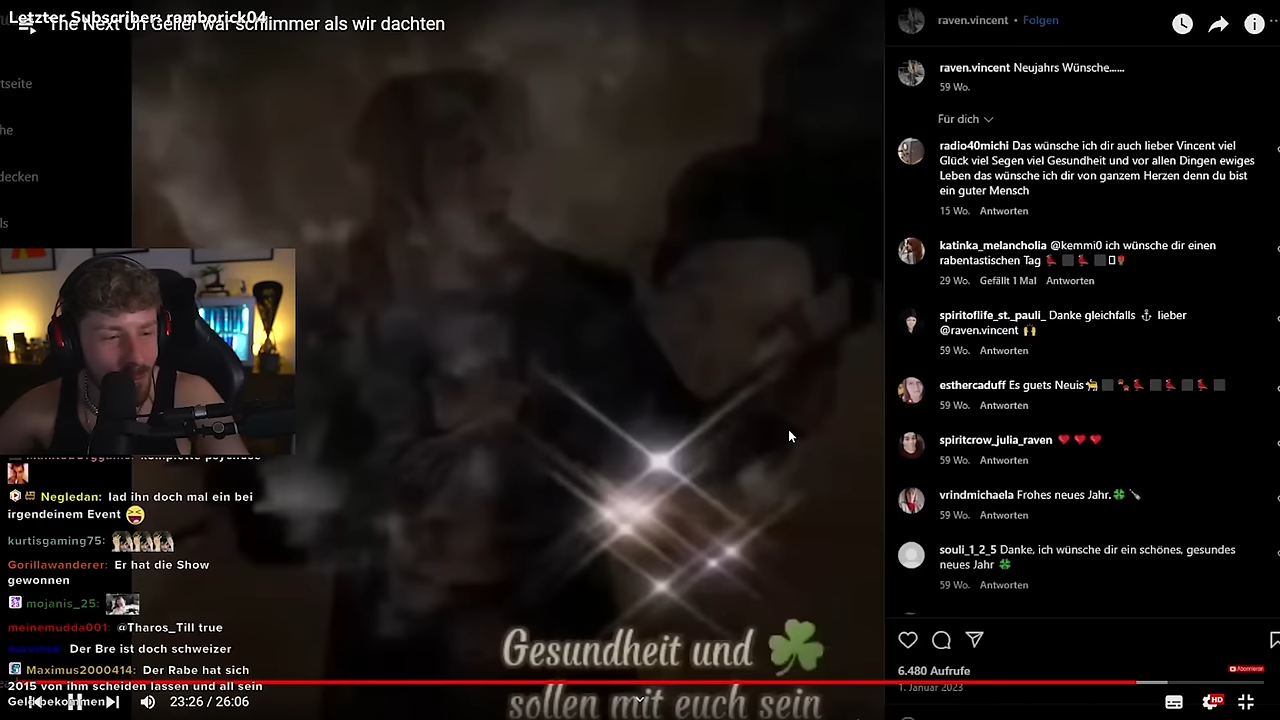 Letzter Subscriber: ramborick04
The Next Uri Geller war schlimmer als wir dachten
tseite
he
decken
ls
raven.vincent • Folgen
raven.vincent Neujahrs Wünsche......
59 Wo.
Für dich
radio40michi Das wünsche ich dir auch lieber Vincent viel
Glück viel Segen viel Gesundheit und vor allen Dingen ewiges
Leben das wünsche ich dir von ganzem Herzen denn du bist
ein guter Mensch
15 Wo. Antworten
katinka_melancholia @kemmi0 ich wünsche dir einen
rabentastischen Tag
29 Wo. Gefällt 1 Mal Antworten
spiritoflife_st._pauli_ Danke gleichfalls ⚓ lieber
@raven.vincent 🙌
59 Wo. Antworten
esthercaduff Es guets Neuis
59 Wo. Antworten
spiritcrow_julia_raven ❤️ ❤️ ❤️
59 Wo. Antworten
vrindmichaela Frohes neues Jahr.🍀 🍾
59 Wo. Antworten
souli_1_2_5 Danke, ich wünsche dir ein schönes, gesundes
neues Jahr 🍀
59 Wo. Antworten
6.480 Aufrufe
1. Januar 2023
Abonnieren
komplette psychose
Negledan: lad ihn doch mal ein bei
irgendeinem Event 😄
kurtisgaming75:
Gorillawanderer: Er hat die Show
gewonnen
mojanis_25:
meinemudda001: @Tharos_Till true
Der Bre ist doch schweizer
Maximus2000414: Der Rabe hat sich
2015 von ihm scheiden lassen und all sein
Geld bekommen
Gesundheit und 🍀
sollen mit euch sein
23:26 / 26:06
HD